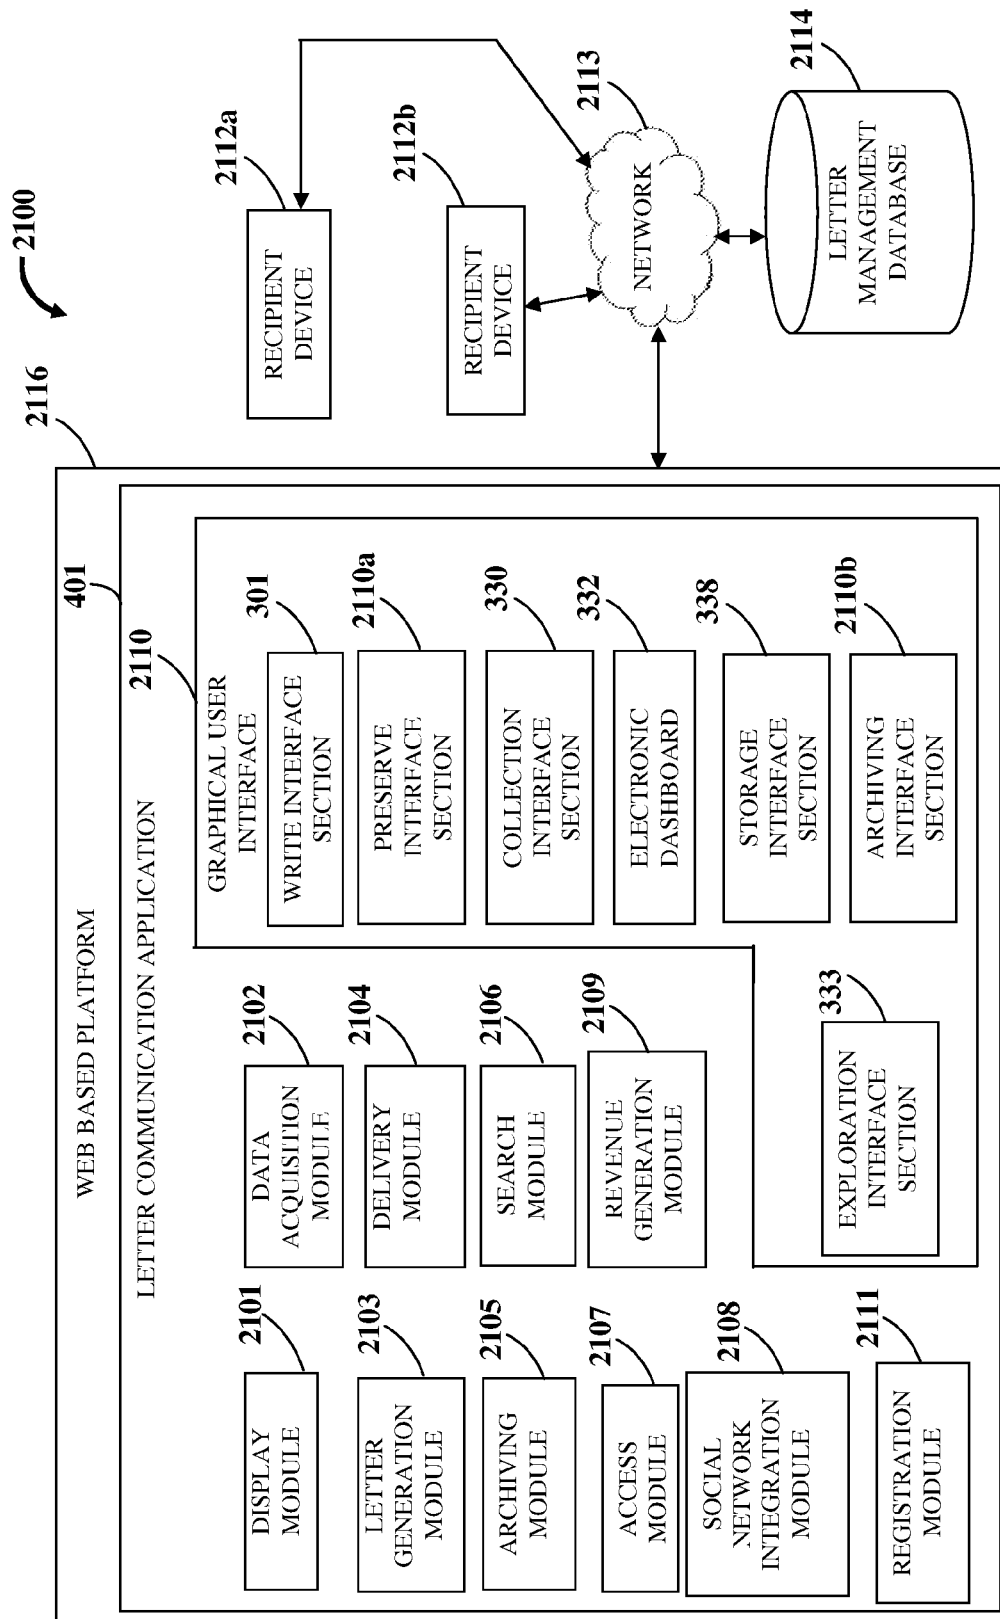 2100
2116
WEB BASED PLATFORM
401
LETTER COMMUNICATION APPLICATION
2101
DISPLAY
MODULE
2102
DATA
ACQUISITION
MODULE
2103
LETTER
GENERATION
MODULE
2104
DELIVERY
MODULE
2105
ARCHIVING
MODULE
2106
SEARCH
MODULE
2107
ACCESS
MODULE
2109
REVENUE
GENERATION
MODULE
2108
SOCIAL
NETWORK
INTEGRATION
MODULE
2111
REGISTRATION
MODULE
2110
GRAPHICAL USER
INTERFACE
301
WRITE INTERFACE
SECTION
2110a
PRESERVE
INTERFACE
SECTION
330
COLLECTION
INTERFACE
SECTION
332
ELECTRONIC
DASHBOARD
338
STORAGE
INTERFACE
SECTION
333
EXPLORATION
INTERFACE
SECTION
2110b
ARCHIVING
INTERFACE
SECTION
2112a
RECIPIENT
DEVICE
2112b
RECIPIENT
DEVICE
2113
NETWORK
2114
LETTER
MANAGEMENT
DATABASE